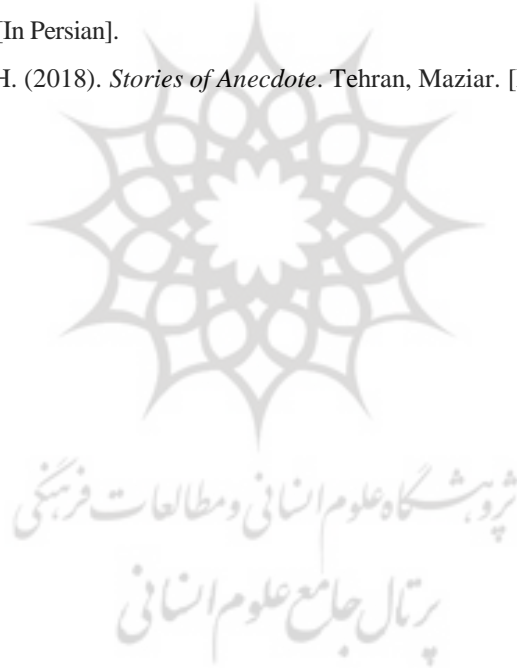 [In Persian].
H. (2018). Stories of Anecdote. Tehran, Maziar. [
پژوهشگاه علوم انسانی و مطالعات فرهنگی
پرتال جامع علوم انسانی